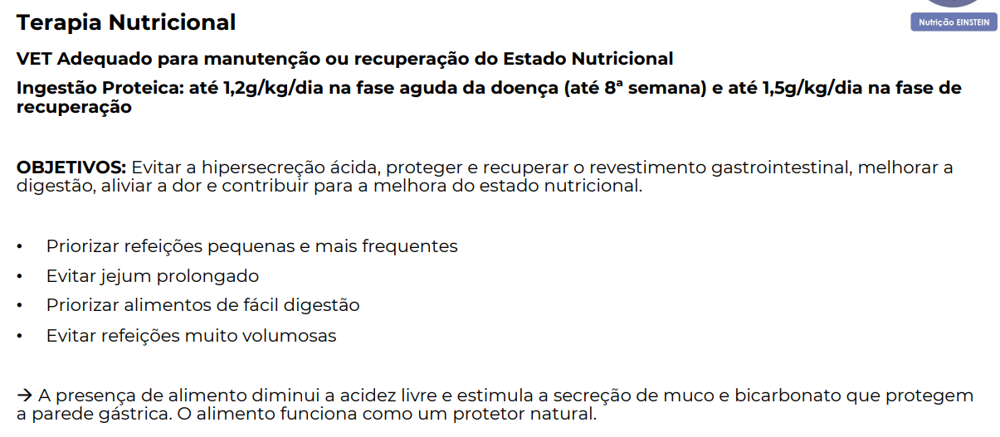 Terapia Nutricional
Nutrição EINSTEIN
VET Adequado para manutenção ou recuperação do Estado Nutricional
Ingestão Proteica: até 1,2g/kg/dia na fase aguda da doença (até 8ª semana) e até 1,5g/kg/dia na fase de
recuperação
OBJETIVOS: Evitar a hipersecreção ácida, proteger e recuperar o revestimento gastrointestinal, melhorar a
digestão, aliviar a dor e contribuir para a melhora do estado nutricional.
• Priorizar refeições pequenas e mais frequentes
• Evitar jejum prolongado
• Priorizar alimentos de fácil digestão
• Evitar refeições muito volumosas
→ A presença de alimento diminui a acidez livre e estimula a secreção de muco e bicarbonato que protegem
a parede gástrica. O alimento funciona como um protetor natural.